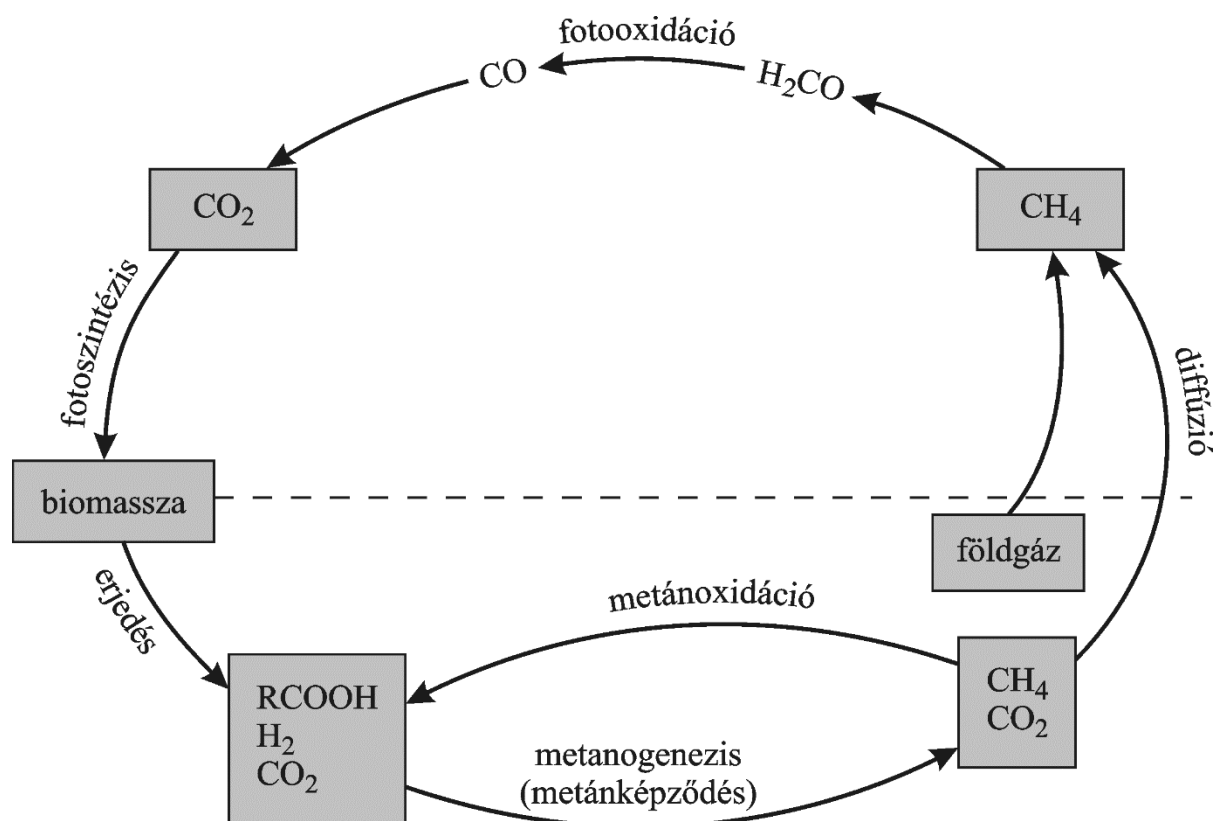 fotooxidáció
CO
H₂CO
CO₂
CH₄
fotoszintézis
diffúzió
biomassza
földgáz
erjedés
metánoxidáció
RCOOH
H₂
CO₂
CH₄
CO₂
metanogenezis
(metánképződés)